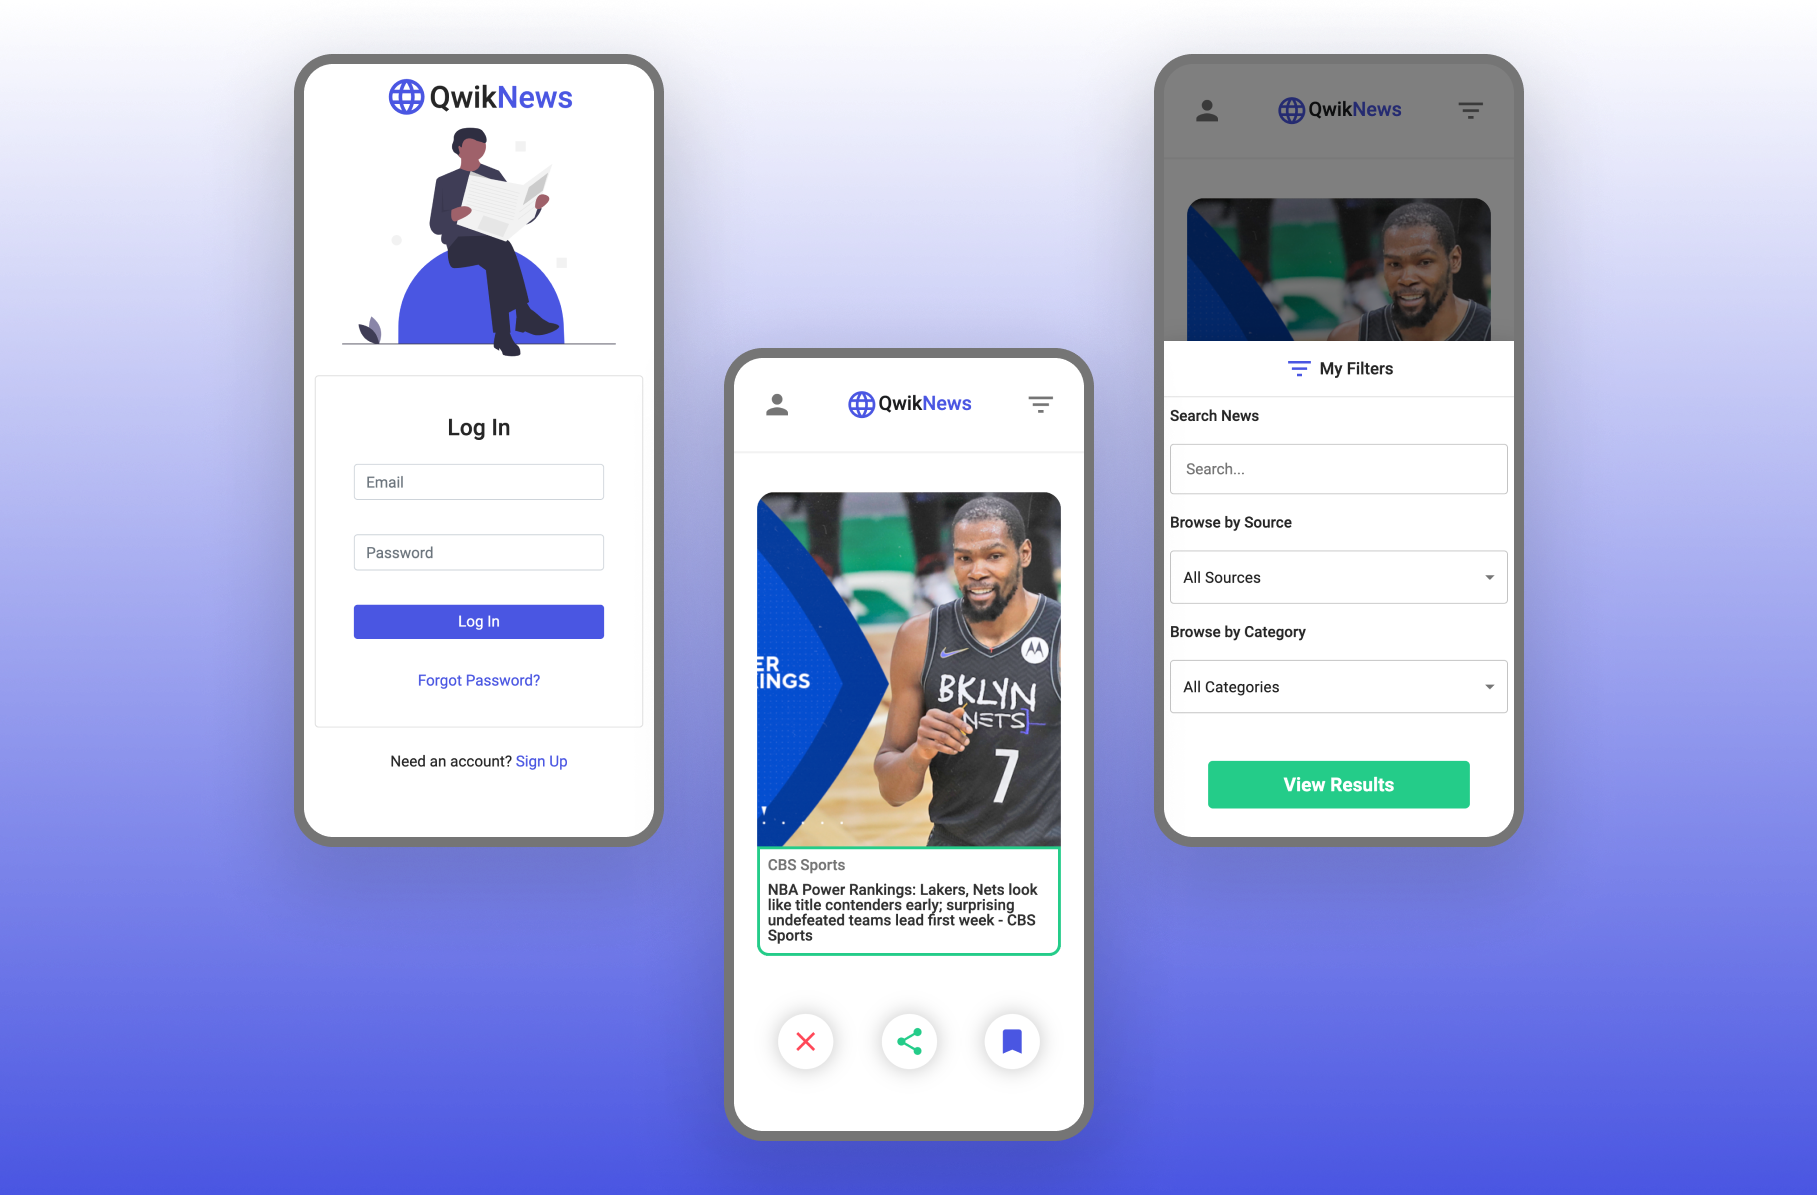 QwikNews
Log In
Email
Password
Log In
Forgot Password?
Need an account? Sign Up
QwikNews
ER
INGS
BKLYN
NETS
7
CBS Sports
NBA Power Rankings: Lakers, Nets look
like title contenders early; surprising
undefeated teams lead first week - CBS
Sports
QwikNews
My Filters
Search News
Search...
Browse by Source
All Sources
Browse by Category
All Categories
View Results